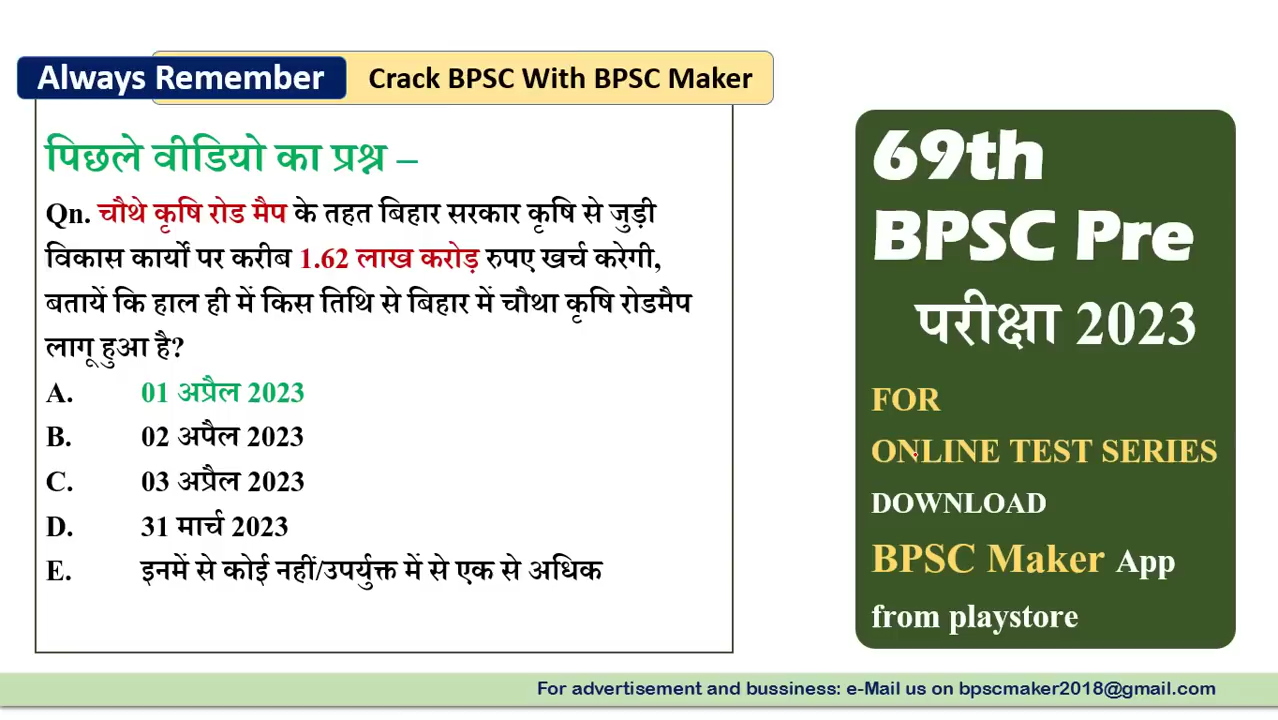 Always Remember
Crack BPSC With BPSC Maker
पिछले वीडियो का प्रश्न –
Qn. चौथे कृषि रोड मैप के तहत बिहार सरकार कृषि से जुड़ी
विकास कार्यों पर करीब 1.62 लाख करोड़ रुपए खर्च करेगी,
बतायें कि हाल ही में किस तिथि से बिहार में चौथा कृषि रोडमैप
लागू हुआ है?
A. 01 अप्रैल 2023
B. 02 अपैल 2023
C. 03 अप्रैल 2023
D. 31 मार्च 2023
E. इनमें से कोई नहीं/उपर्युक्त में से एक से अधिक
69th
BPSC Pre
परीक्षा 2023
FOR
ONLINE TEST SERIES
DOWNLOAD
BPSC Maker App
from playstore
For advertisement and bussiness: e-Mail us on bpscmaker2018@gmail.com